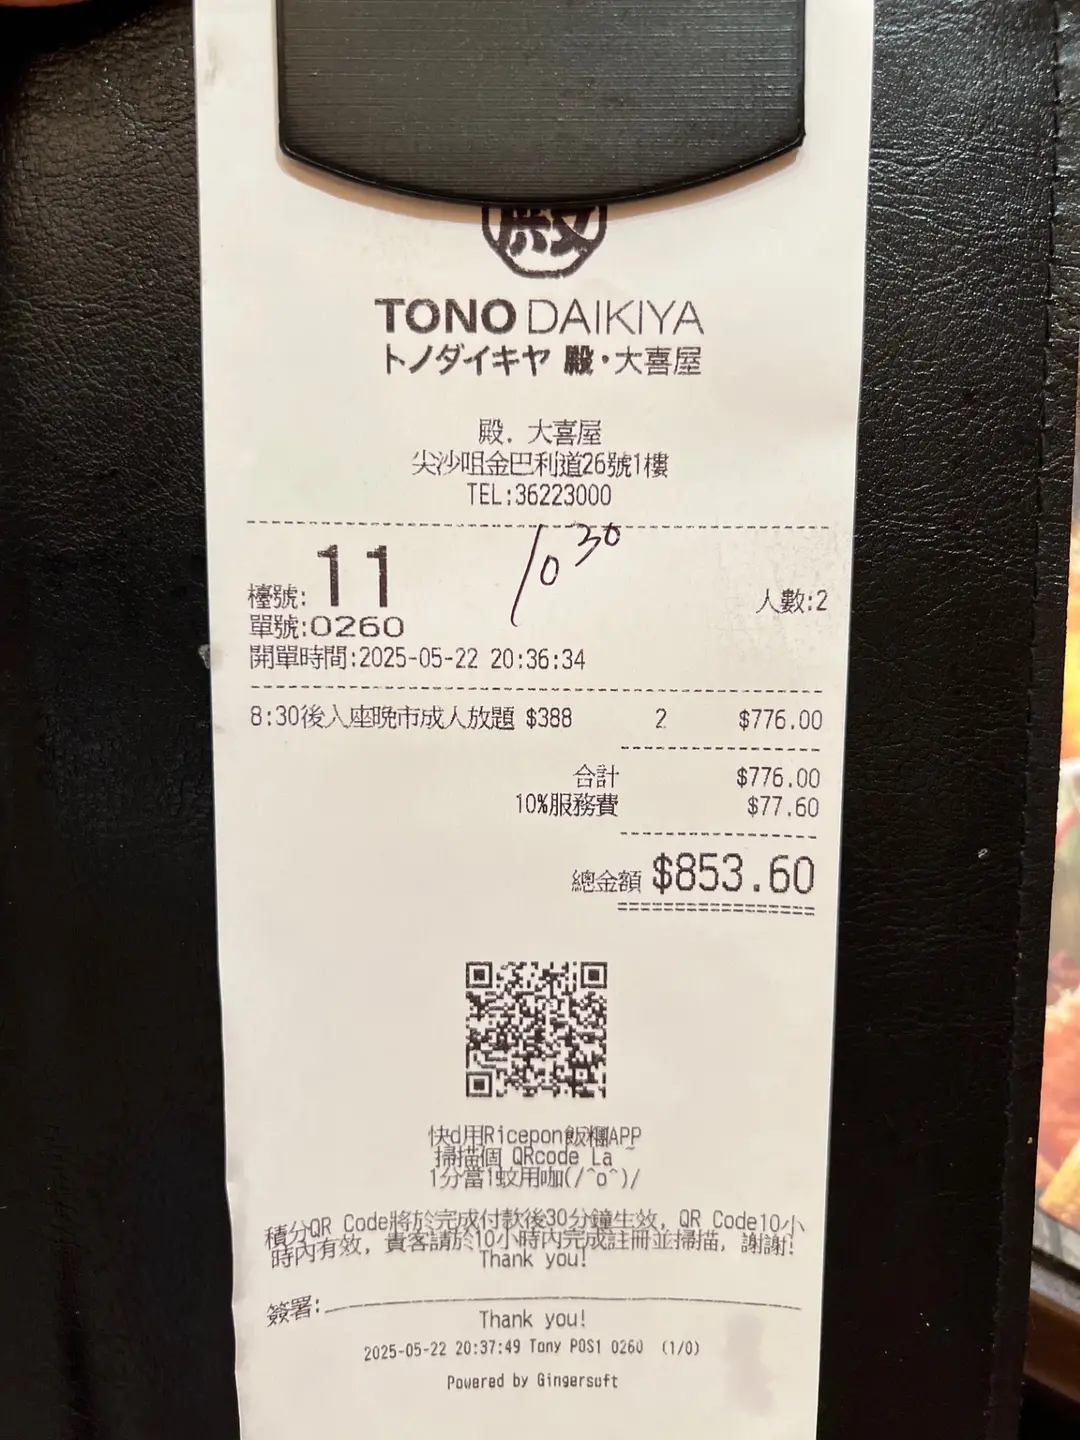 殿
TONO DAIKIYA
トノダイキヤ 殿・大喜屋
殿. 大喜屋
尖沙咀金巴利道26號1樓
TEL:36223000
10 30
檯號: 11
人數:2
單號:0260
開單時間:2025-05-22 20:36:34
8:30後入座晚市成人放題 $388 2 $776.00
合計 $776.00
10%服務費 $77.60
總金額 $853.60
快d用Ricepon飯糰APP
掃描個 QRcode La ~
1分當1蚊用咖(/^o^)/
積分QR Code將於完成付款後30分鐘生效, QR Code10小
時內有效, 貴客請於10小時內完成註冊並掃描, 謝謝!
Thank you!
簽署:
Thank you!
2025-05-22 20:37:49 Tony POS1 0260 (1/0)
Powered by Gingersoft